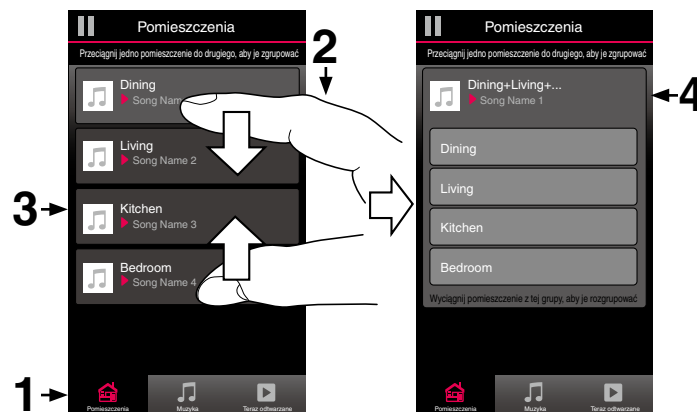 Pomieszczenia
Przeciągnij jedno pomieszczenie do drugiego, aby je zgrupować
2
Dining
Song Nam
Living
Song Name 2
3
Kitchen
Song Name 3
Bedroom
Song Name 4
1
Pomieszczenia
Muzyka
Teraz odtwarzane
Pomieszczenia
Przeciągnij jedno pomieszczenie do drugiego, aby je zgrupować
Dining+Living+...
Song Name 1
4
Dining
Living
Kitchen
Bedroom
Wyciągnij pomieszczenie z tej grupy, aby je rozgrupować
Pomieszczenia
Muzyka
Teraz odtwarzane